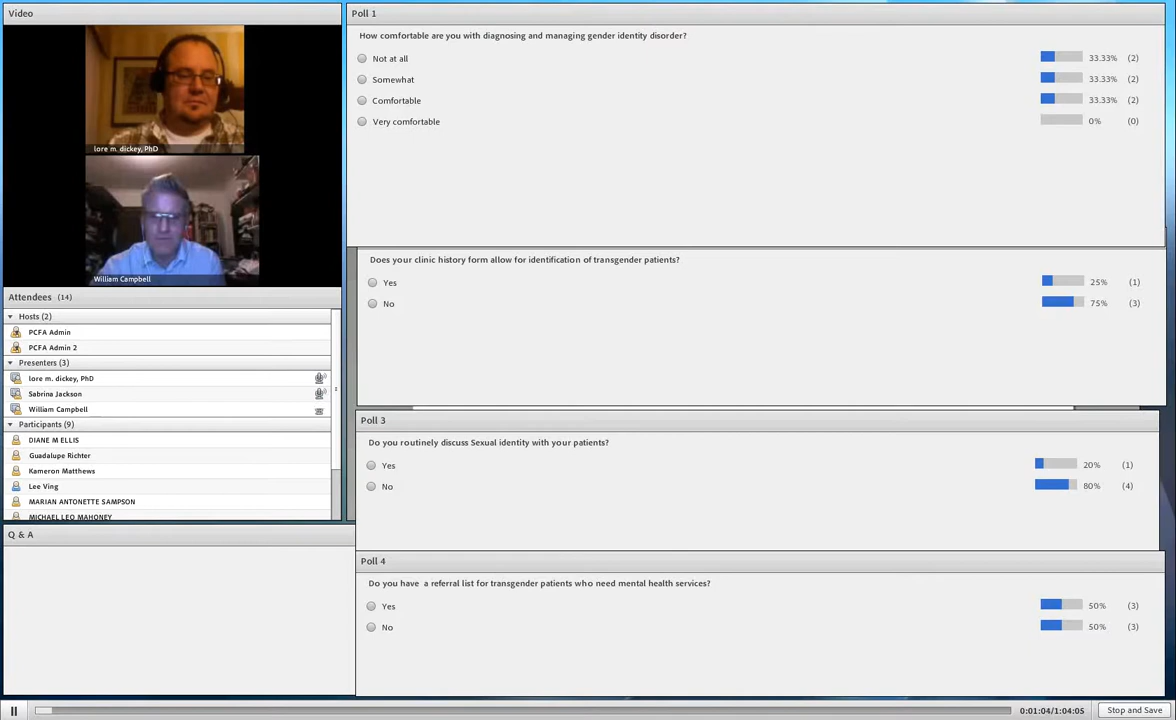 Video
lore m. dickey, PhD
William Campbell
Attendees (14)
Hosts (2)
PCFA Admin
PCFA Admin 2
Presenters (3)
lore m. dickey, PhD
Sabrina Jackson
William Campbell
Participants (9)
DIANE M ELLIS
Guadalupe Richter
Kameron Matthews
Lee Ving
MARIAN ANTONETTE SAMPSON
MICHAEL LEO MAHONEY
Q & A
Poll 1
How comfortable are you with diagnosing and managing gender identity disorder?
Not at all 33.33% (2)
Somewhat 33.33% (2)
Comfortable 33.33% (2)
Very comfortable 0% (0)
Does your clinic history form allow for identification of transgender patients?
Yes 25% (1)
No 75% (3)
Poll 3
Do you routinely discuss Sexual identity with your patients?
Yes 20% (1)
No 80% (4)
Poll 4
Do you have a referral list for transgender patients who need mental health services?
Yes 50% (3)
No 50% (3)
0:01:04/1:04:05 Stop and Save